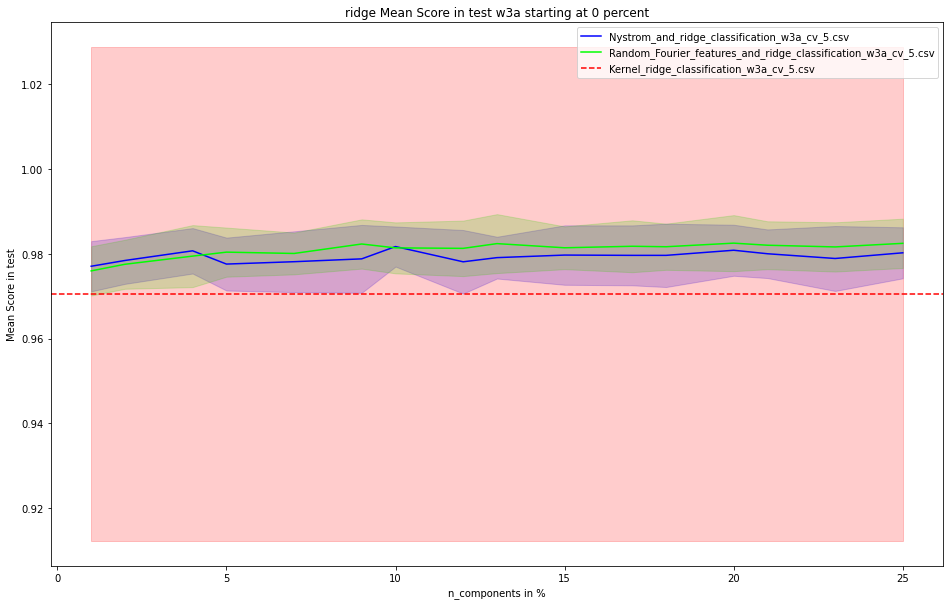 ridge Mean Score in test w3a starting at 0 percent
Nystrom_and_ridge_classification_w3a_cv_5.csv
Random_Fourier_features_and_ridge_classification_w3a_cv_5.csv
Kernel_ridge_classification_w3a_cv_5.csv
Mean Score in test
1.02
1.00
0.98
0.96
0.94
0.92
0 5 10 15 20 25
n_components in %